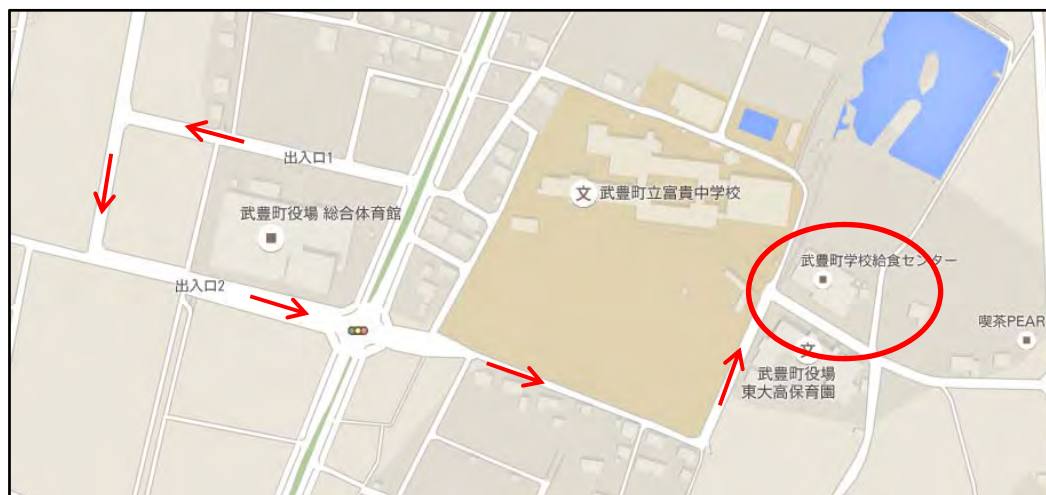 出入口1
文 武豊町立富貴中学校
武豊町役場 総合体育館
武豊町学校給食センター
出入口2
喫茶PEAR
文
武豊町役場
東大高保育園